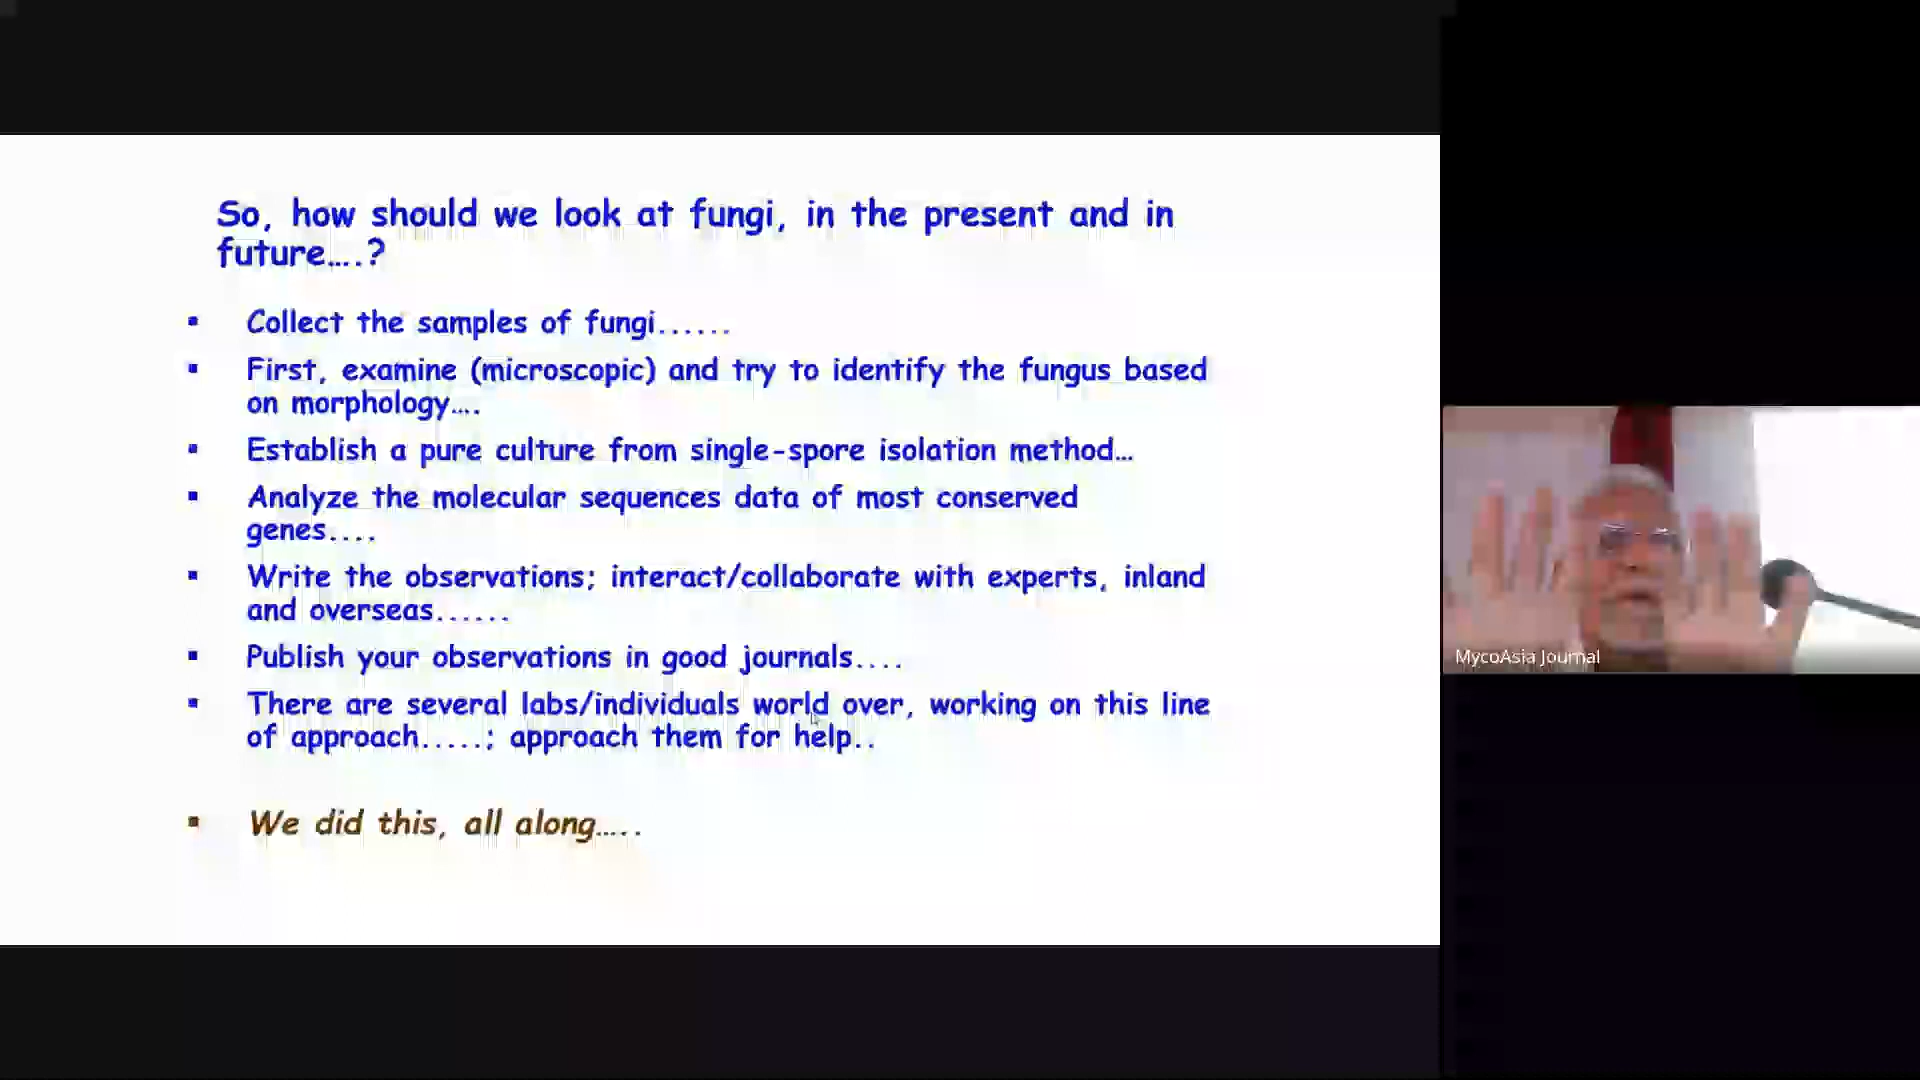 So, how should we look at fungi, in the present and in
future....?
▪ Collect the samples of fungi......
▪ First, examine (microscopic) and try to identify the fungus based
on morphology....
▪ Establish a pure culture from single-spore isolation method...
▪ Analyze the molecular sequences data of most conserved
genes....
▪ Write the observations; interact/collaborate with experts, inland
and overseas......
▪ Publish your observations in good journals....
▪ There are several labs/individuals world over, working on this line
of approach.....; approach them for help..
▪ We did this, all along.....
MycoAsia Journal